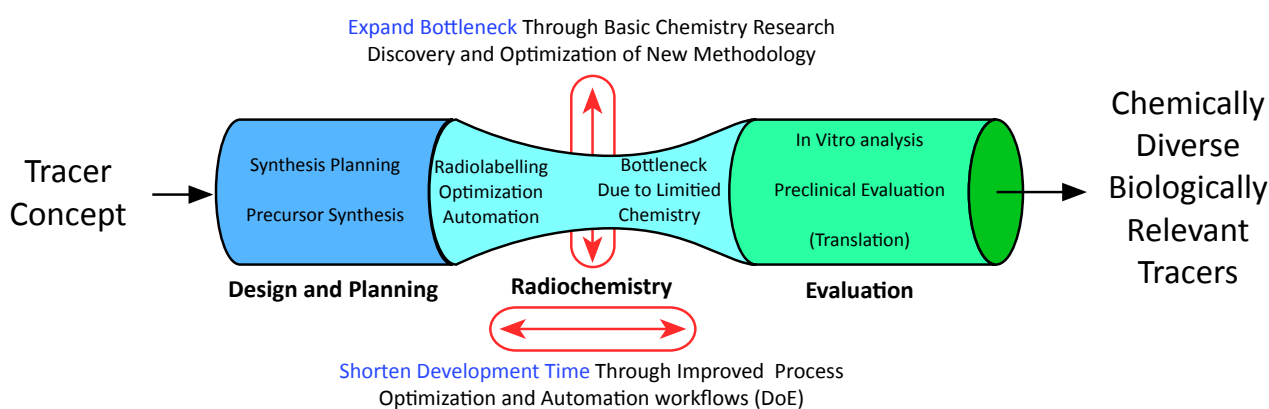 Expand Bottleneck Through Basic Chemistry Research
Discovery and Optimization of New Methodology
Tracer
Concept
Synthesis Planning
Precursor Synthesis
Radiolabelling
Optimization
Automation
Bottleneck
Due to Limitied
Chemistry
In Vitro analysis
Preclinical Evaluation
(Translation)
Chemically
Diverse
Biologically
Relevant
Tracers
Design and Planning
Radiochemistry
Evaluation
Shorten Development Time Through Improved Process
Optimization and Automation workflows (DoE)